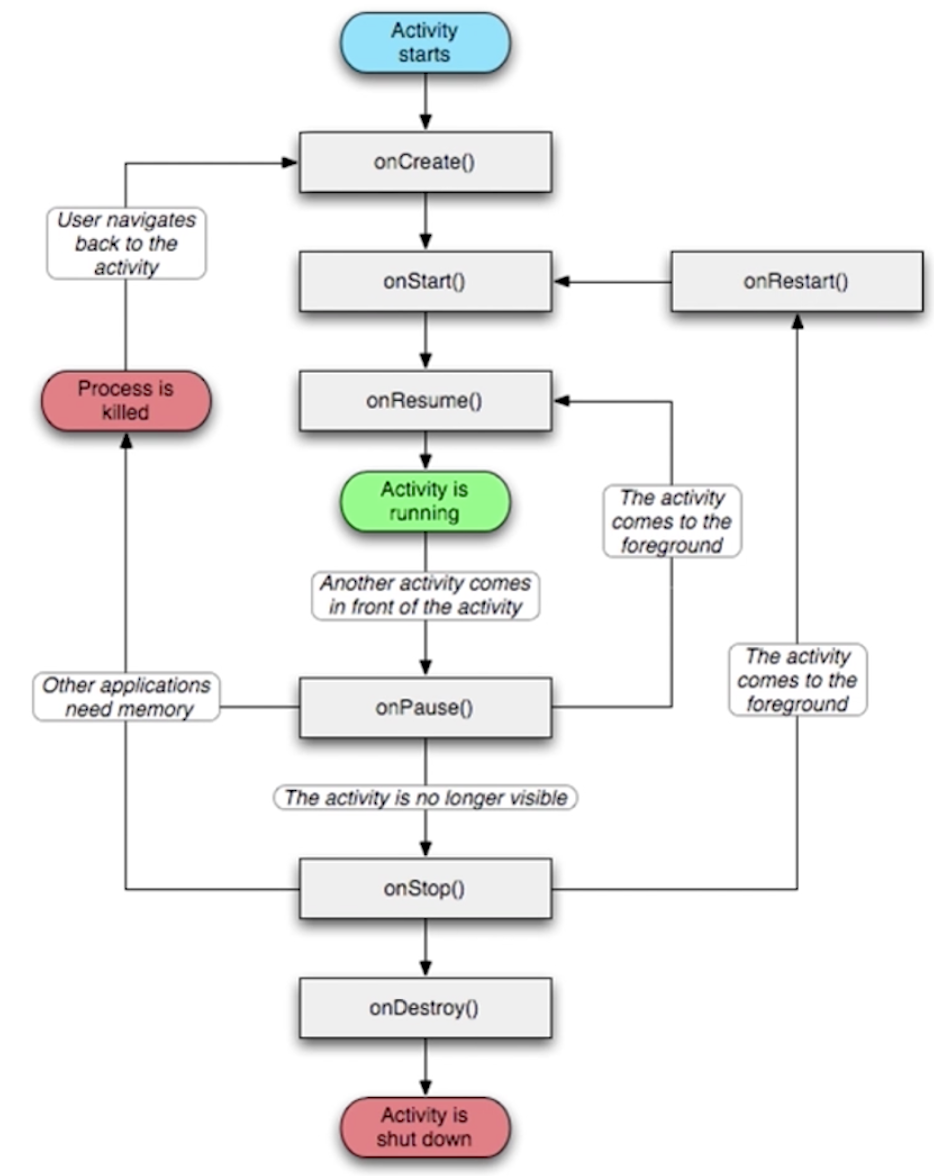 Activity
starts
onCreate()
User navigates
back to the
activity
onStart()
onRestart()
Process is
killed
onResume()
Activity is
running
The activity
comes to the
foreground
Another activity comes
in front of the activity
The activity
comes to the
foreground
Other applications
need memory
onPause()
The activity is no longer visible
onStop()
onDestroy()
Activity is
shut down